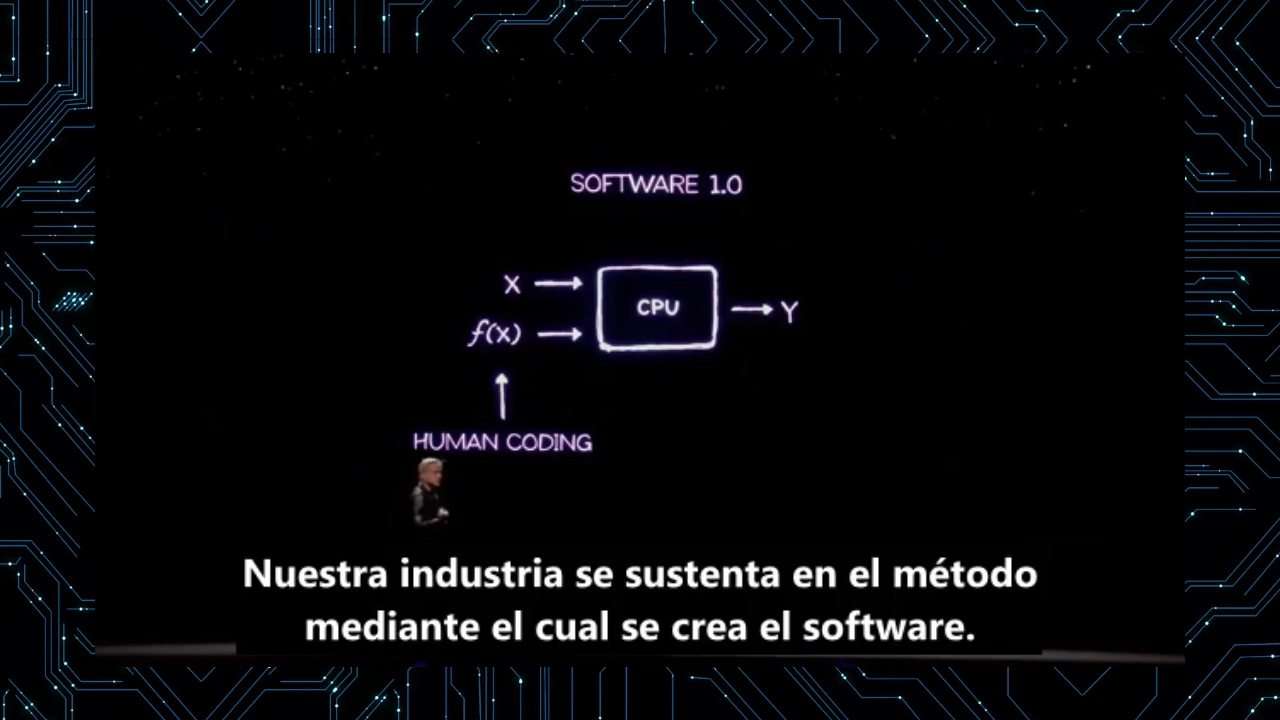 SOFTWARE 1.0
X
CPU
Y
f(x)
HUMAN CODING
Nuestra industria se sustenta en el método
mediante el cual se crea el software.